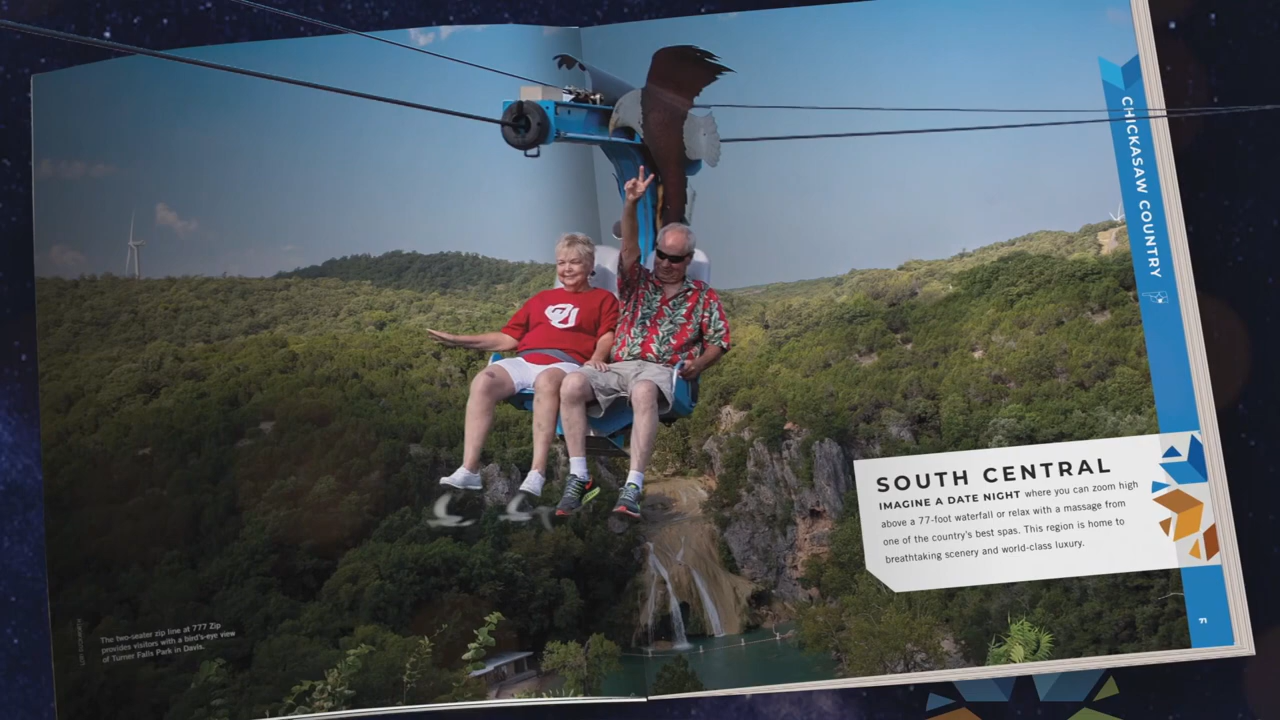 CHICKASAW COUNTRY
OU
SOUTH CENTRAL
IMAGINE A DATE NIGHT where you can zoom high
above a 77-foot waterfall or relax with a massage from
one of the country's best spas. This region is home to
breathtaking scenery and world-class luxury.
The two-seater zip line at 777 Zip
provides visitors with a bird's-eye view
of Turner Falls Park in Davis.